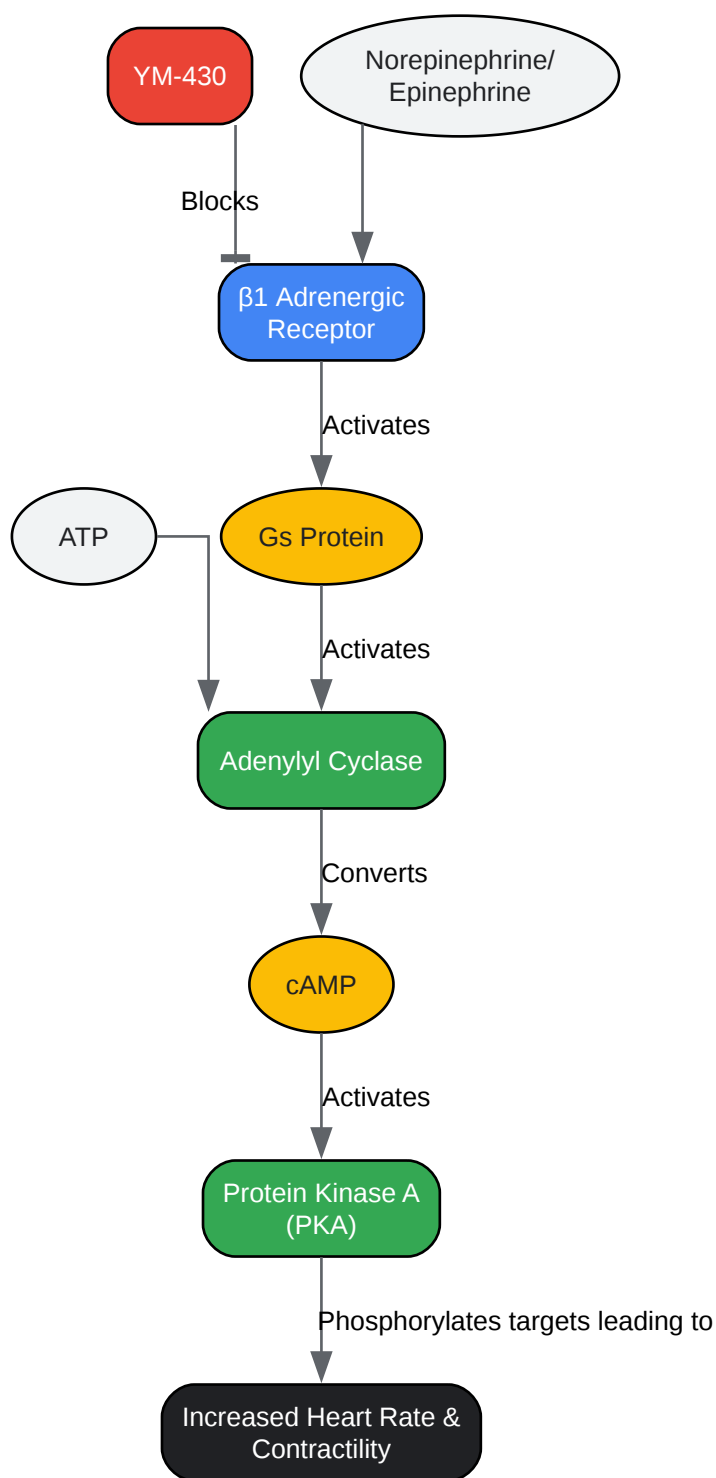 YM-430
Norepinephrine/
Epinephrine
Blocks
β1 Adrenergic
Receptor
Activates
ATP
Gs Protein
Activates
Adenylyl Cyclase
Converts
cAMP
Activates
Protein Kinase A
(PKA)
Phosphorylates targets leading to
Increased Heart Rate &
Contractility